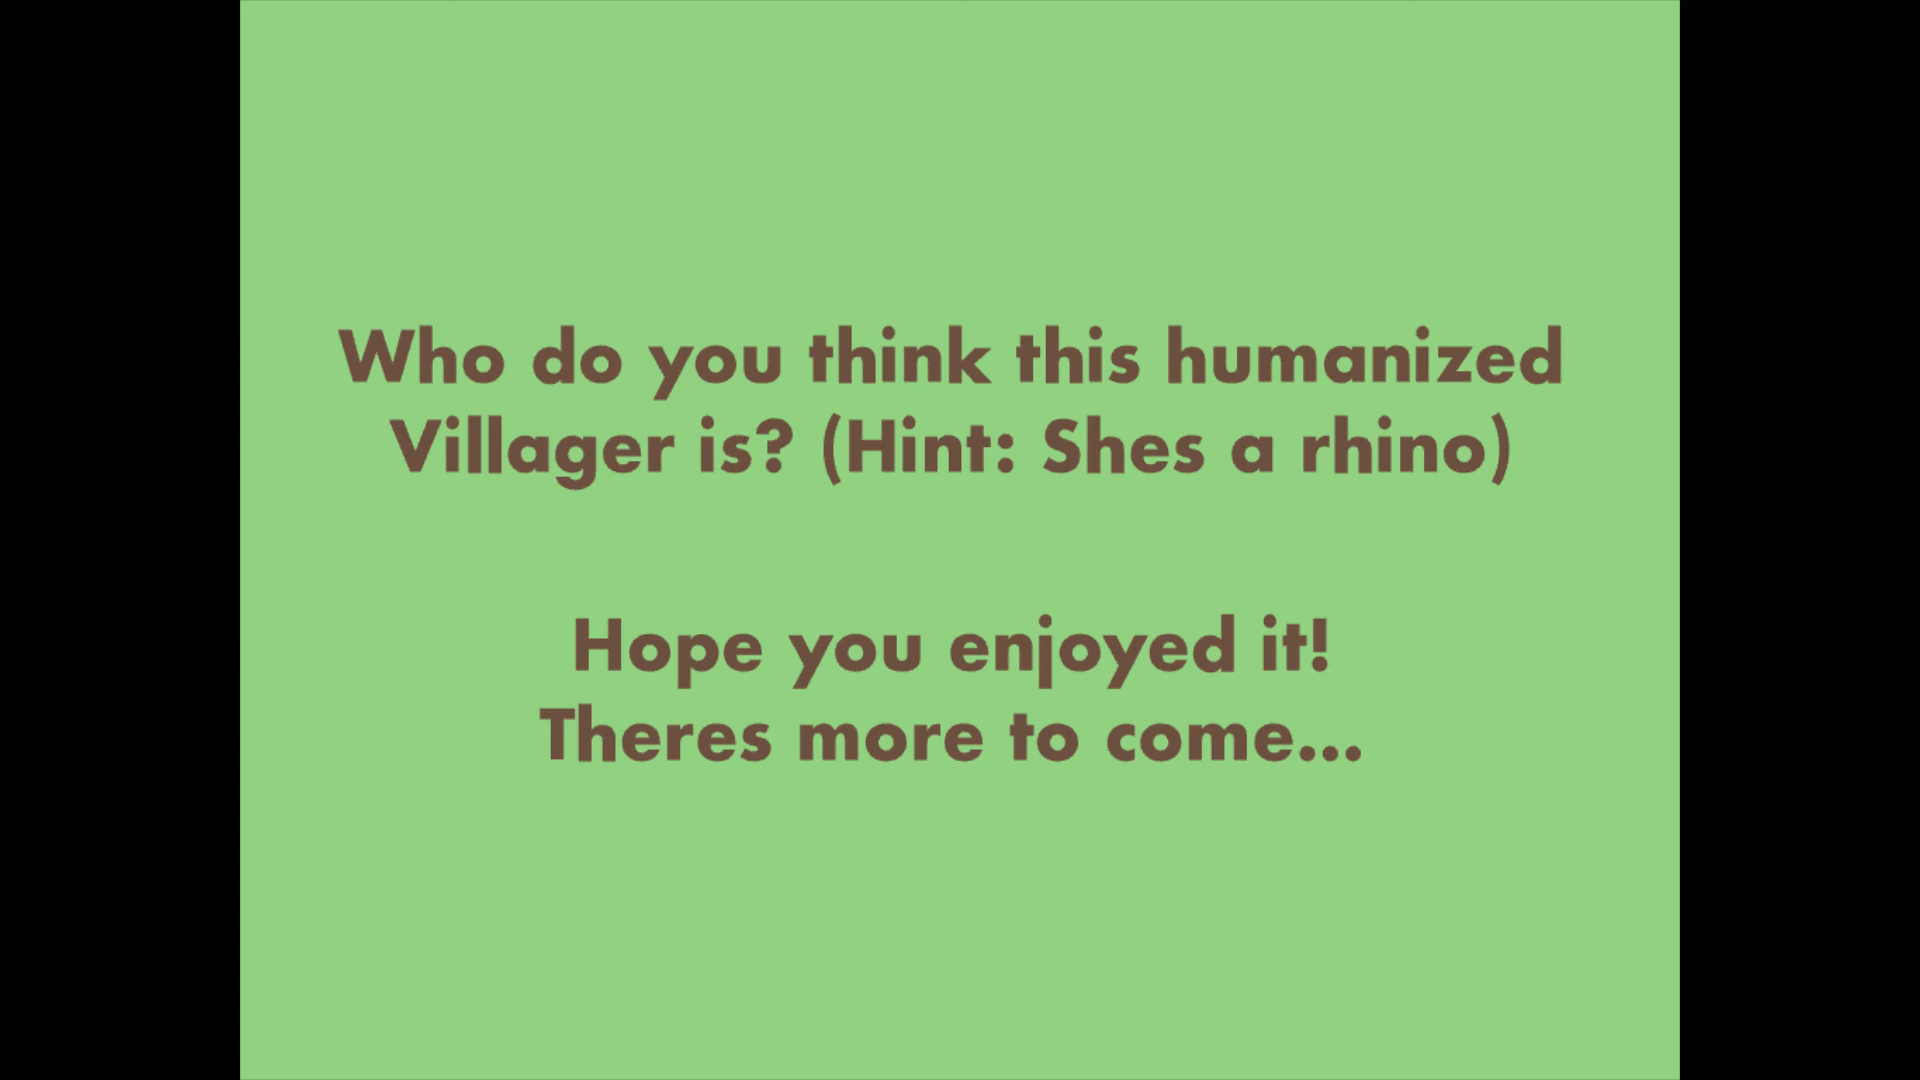 Who do you think this humanized
Villager is? (Hint: Shes a rhino)
Hope you enjoyed it!
Theres more to come...